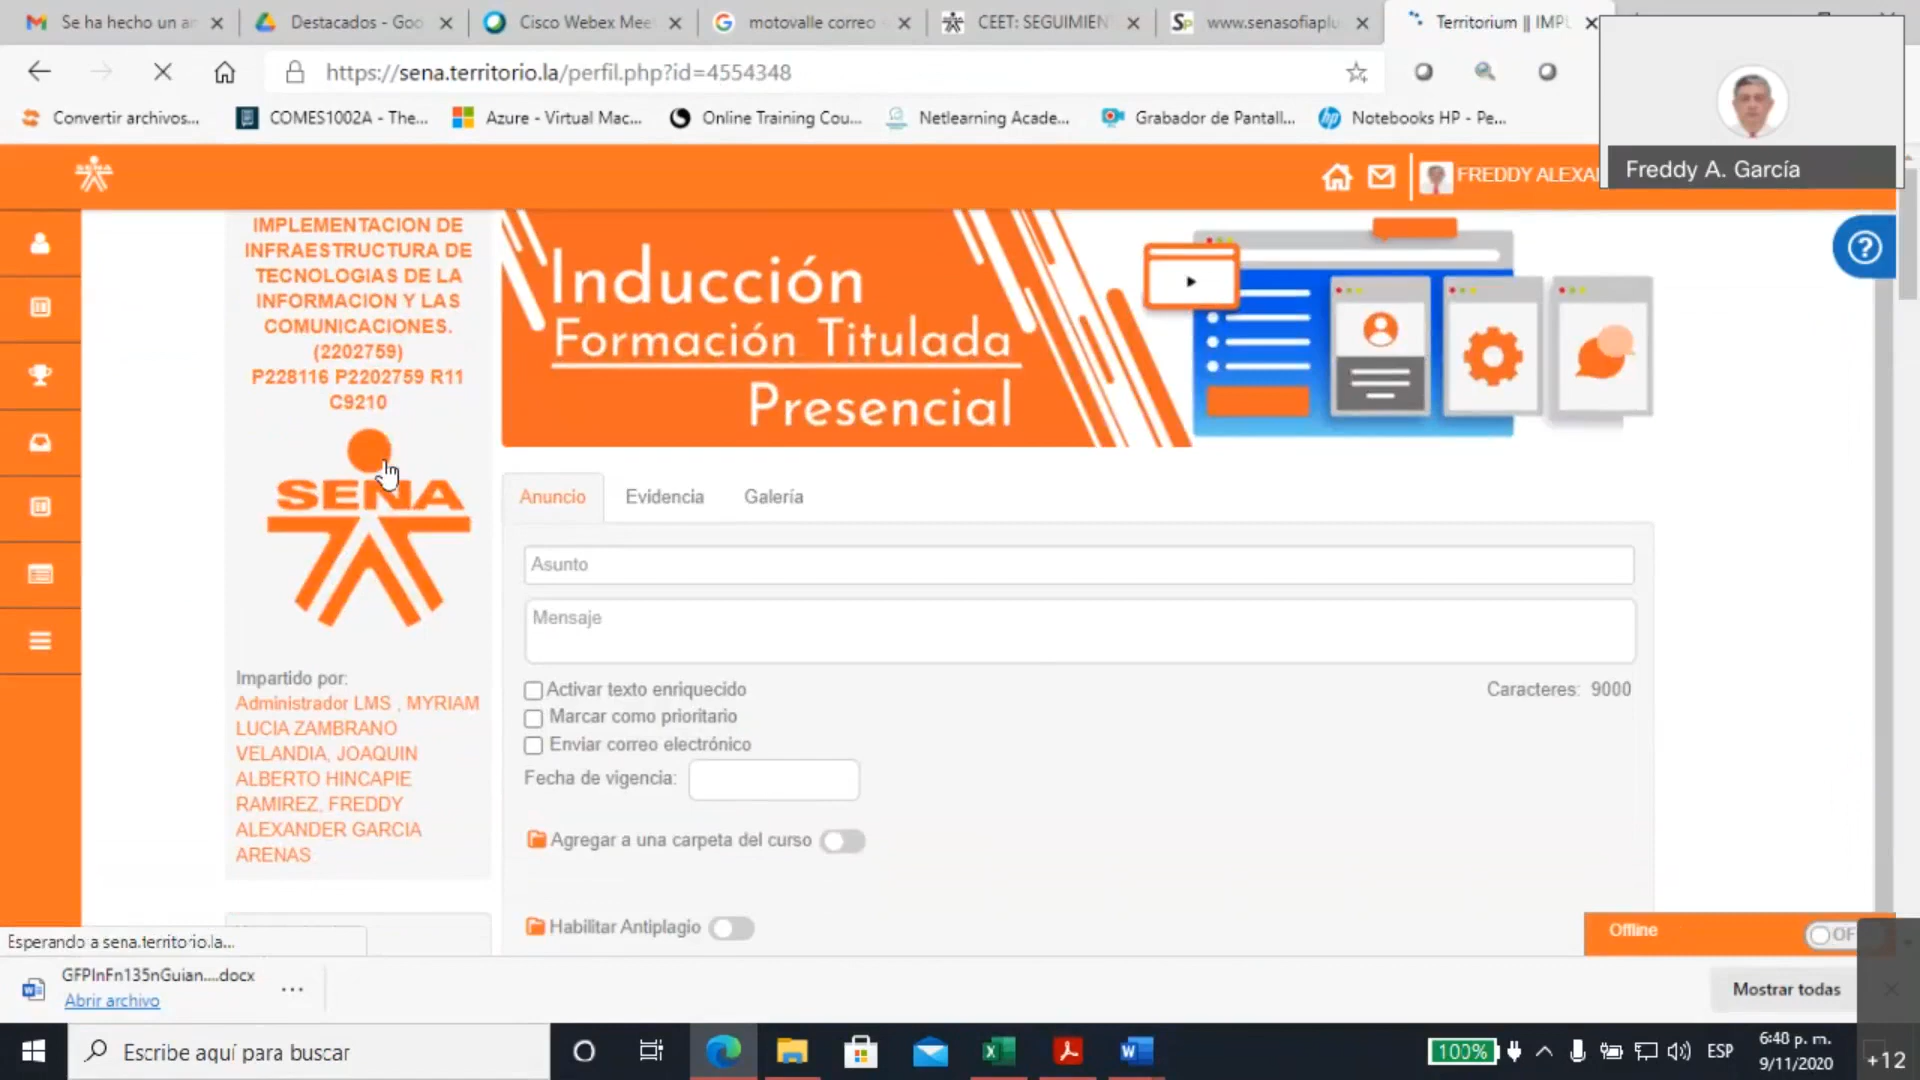 Se ha hecho un an
Destacados - Goo
Cisco Webex Mee
motovalle correo
CEET: SEGUIMIEN
www.senasofiaplu
Territorium || IMPL
https://sena.territorio.la/perfil.php?id=4554348
Convertir archivos...
COMES1002A - The...
Azure - Virtual Mac...
Online Training Cou...
Netlearning Acade...
Grabador de Pantall...
Notebooks HP - Pe...
Freddy A. García
SENA
FREDDY ALEXA
IMPLEMENTACION DE
INFRAESTRUCTURA DE
TECNOLOGIAS DE LA
INFORMACION Y LAS
COMUNICACIONES.
(2202759)
P228116 P2202759 R11
C9210
Inducción
Formación Titulada
Presencial
SENA
Anuncio
Evidencia
Galería
Asunto
Mensaje
Activar texto enriquecido
Caracteres: 9000
Marcar como prioritario
Enviar correo electrónico
Fecha de vigencia:
Agregar a una carpeta del curso
Habilitar Antiplagio
Impartido por:
Administrador LMS , MYRIAM
LUCIA ZAMBRANO
VELANDIA, JOAQUIN
ALBERTO HINCAPIE
RAMIREZ, FREDDY
ALEXANDER GARCIA
ARENAS
Offline
OF
Esperando a sena.territorio.la...
GFPInFn135nGuian....docx
Abrir archivo
Mostrar todas
Escribe aquí para buscar
100%
ESP
6:48 p. m.
9/11/2020
+12